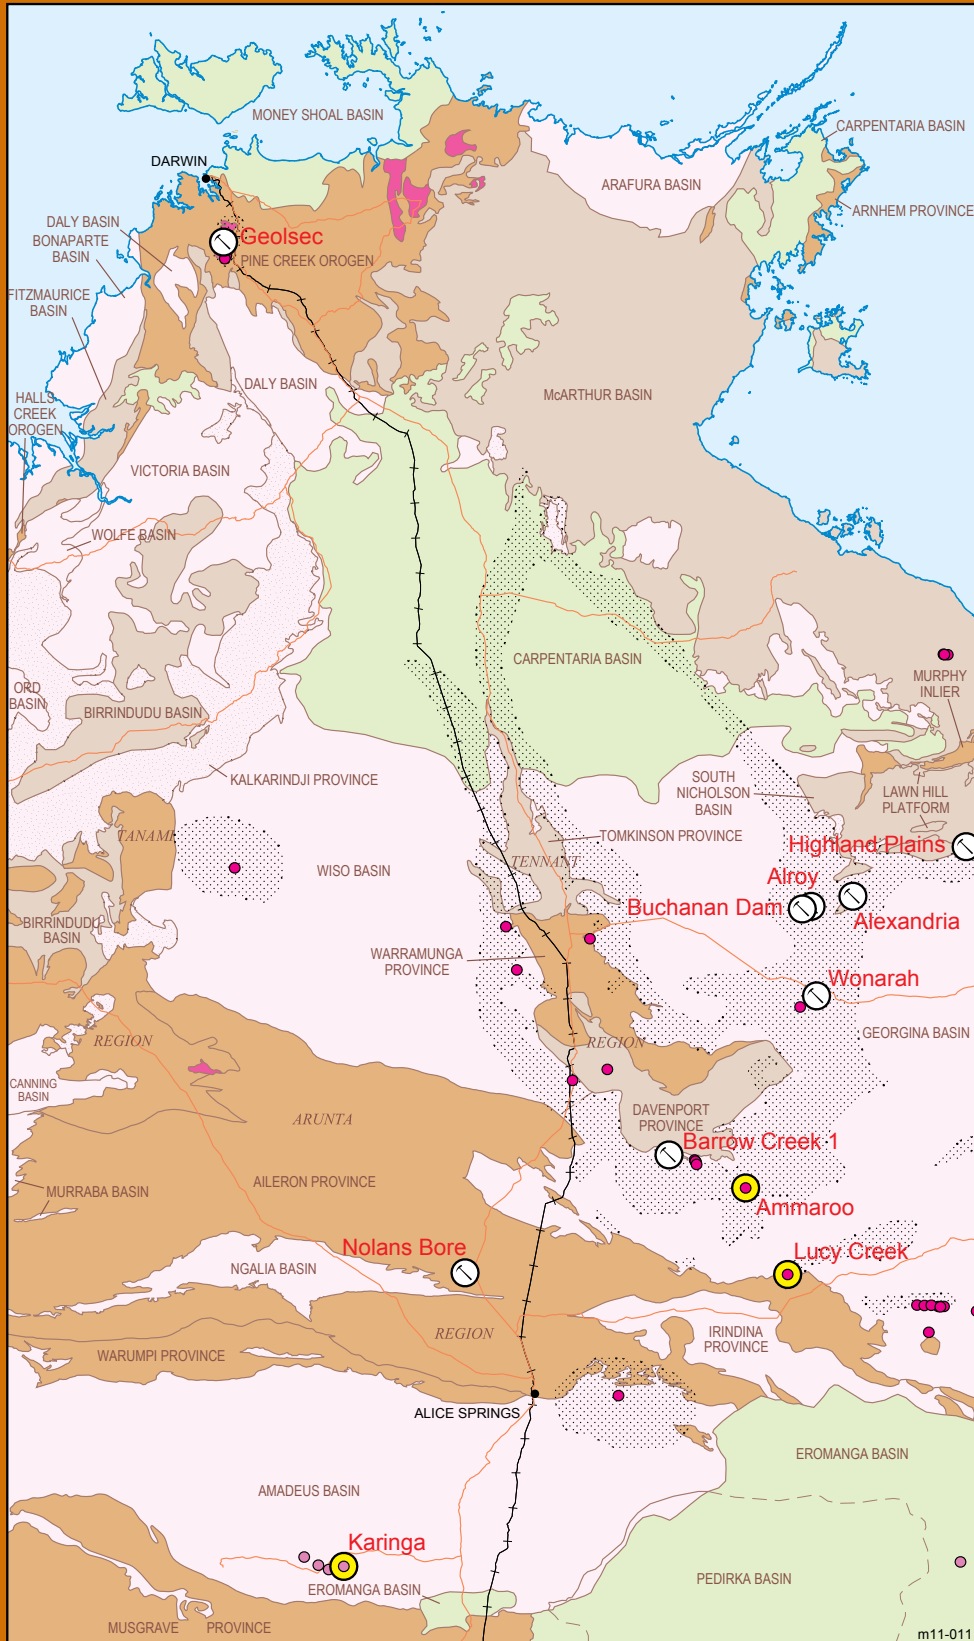 MONEY SHOAL BASIN
CARPENTARIA BASIN
DARWIN
ARAFURA BASIN
ARNHEM PROVINCE
DALY BASIN
BONAPARTE
BASIN
Geolsec
PINE CREEK OROGEN
FITZMAURICE
BASIN
DALY BASIN
McARTHUR BASIN
HALLS
CREEK
OROGEN
VICTORIA BASIN
WOLFE BASIN
CARPENTARIA BASIN
ORD
BASIN
BIRRINDUDU BASIN
MURPHY
INLIER
KALKARINDJI PROVINCE
SOUTH
NICHOLSON
BASIN
LAWN HILL
PLATFORM
TANAMI
TOMKINSON PROVINCE
Highland Plains
WISO BASIN
TENNANT
Alroy
Buchanan Dam
Alexandria
BIRRINDUDU
BASIN
WARRAMUNGA
PROVINCE
Wonarah
REGION
REGION
GEORGINA BASIN
CANNING
BASIN
ARUNTA
DAVENPORT
PROVINCE
Barrow Creek 1
AILERON PROVINCE
MURRABA BASIN
Ammaroo
Nolans Bore
Lucy Creek
NGALIA BASIN
REGION
IRINDINA
PROVINCE
WARUMPI PROVINCE
ALICE SPRINGS
EROMANGA BASIN
AMADEUS BASIN
Karinga
EROMANGA BASIN
PEDIRKA BASIN
MUSGRAVE PROVINCE
m11-011